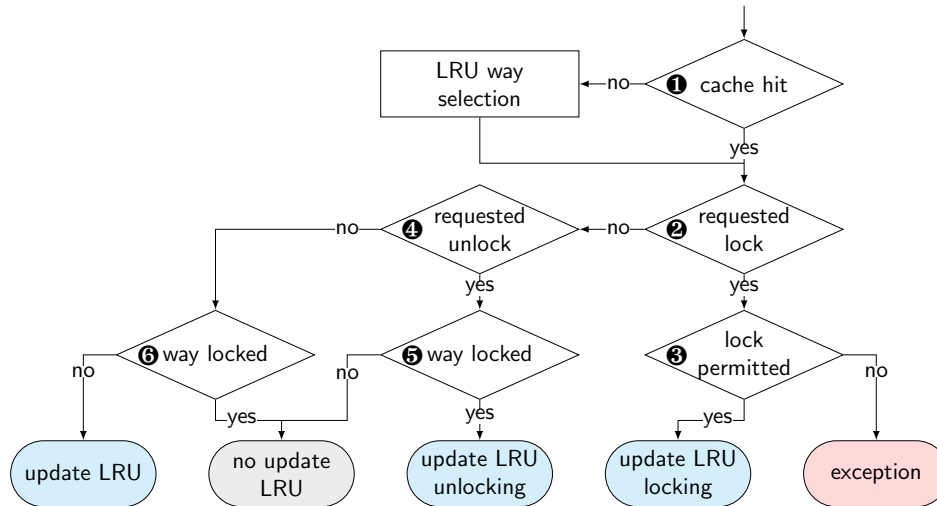 LRU way
selection
no
❶ cache hit
yes
no
❹ requested
unlock
no
❷ requested
lock
yes
yes
❻ way locked
❺ way locked
❸ lock
permitted
no
no
no
yes
yes
yes
update LRU
no update
LRU
update LRU
unlocking
update LRU
locking
exception